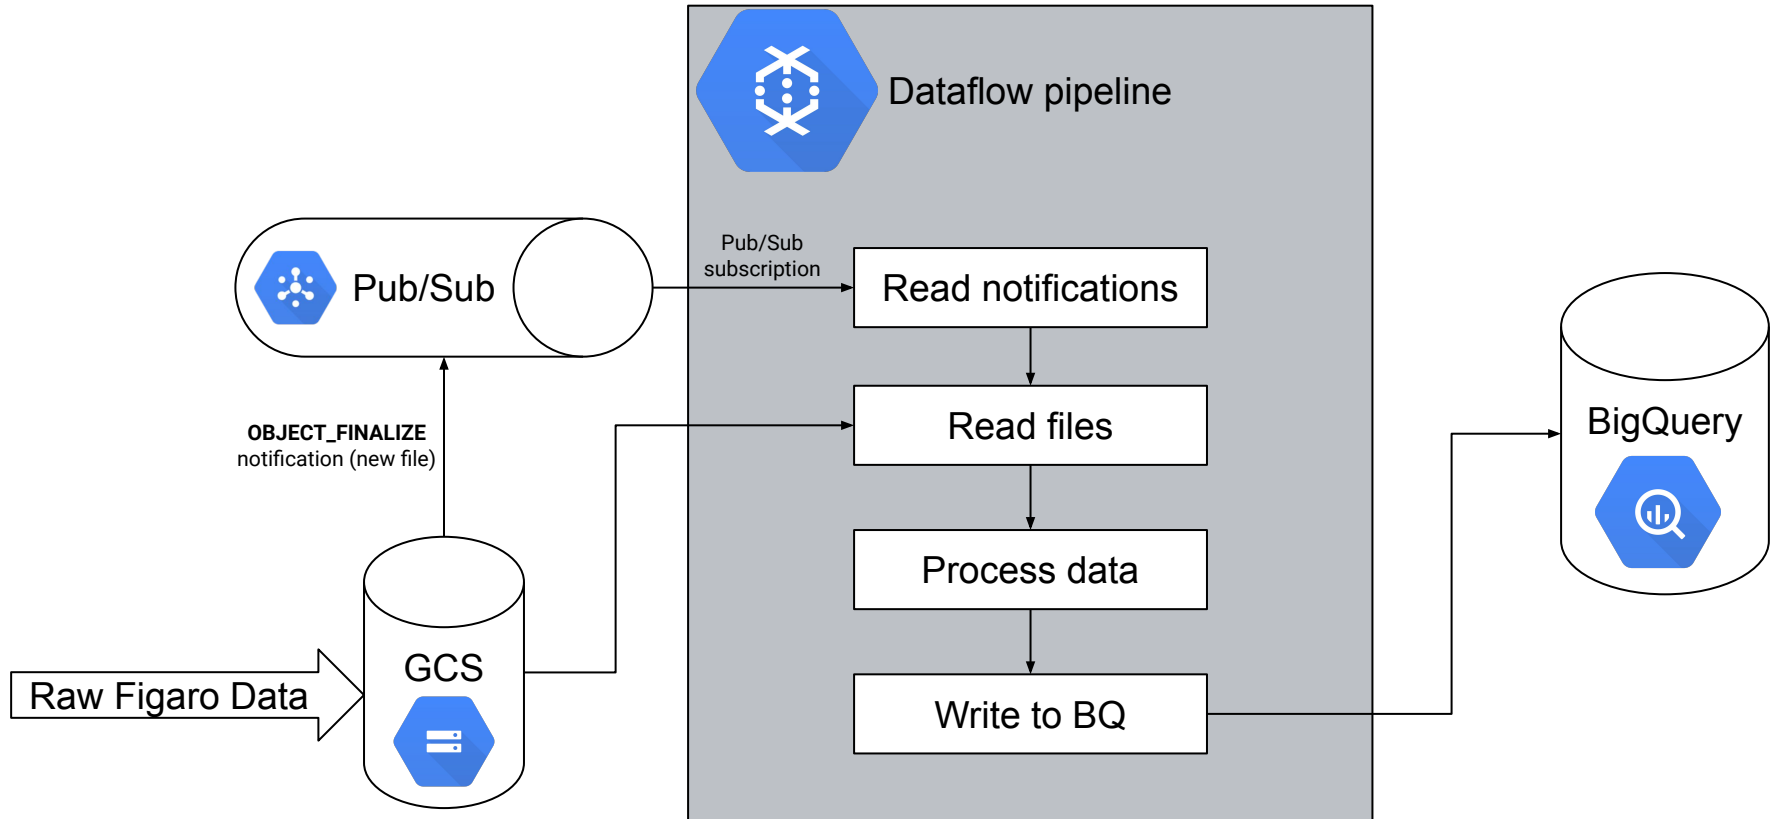 Dataflow pipeline
Pub/Sub
Pub/Sub
subscription
Read notifications
OBJECT_FINALIZE
notification (new file)
Read files
BigQuery
Process data
GCS
Raw Figaro Data
Write to BQ